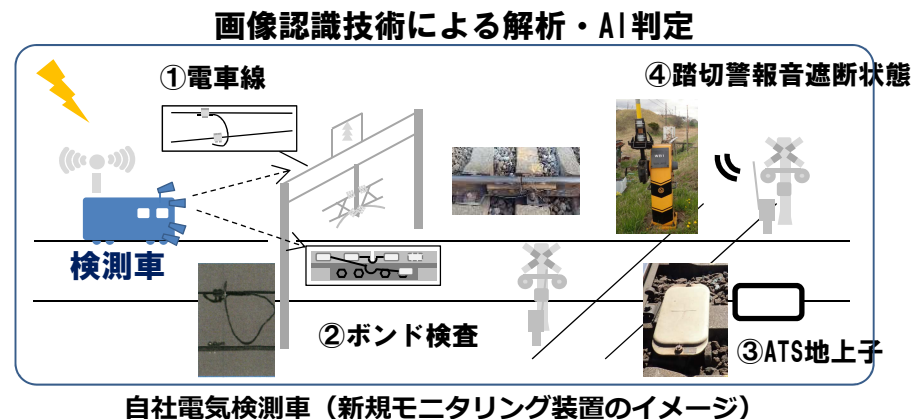 画像認識技術による解析・AI判定
①電車線
④踏切警報音遮断状態
検測車
②ボンド検査
③ATS地上子
自社電気検測車（新規モニタリング装置のイメージ）